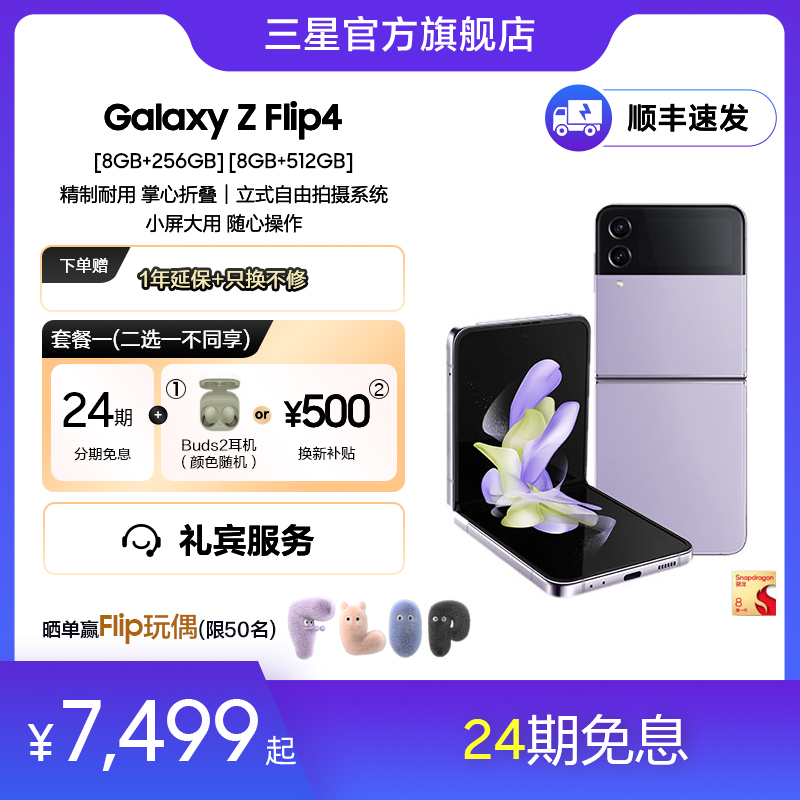 三星官方旗舰店
Galaxy Z Flip4
顺丰速发
[8GB+256GB] [8GB+512GB]
精制耐用 掌心折叠｜立式自由拍摄系统
小屏大用 随心操作
下单赠
1年延保+只换不修
套餐一(二选一不同享)
24期
分期免息
+
①
Buds2耳机
（颜色随机）
or
¥500
②
换新补贴
礼宾服务
Snapdragon
骁龙
8
晒单赢Flip玩偶(限50名)
¥7,499起
24期免息